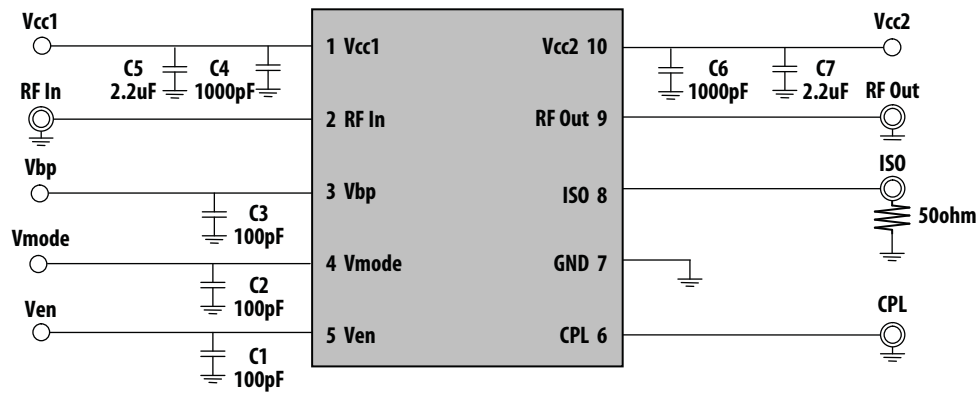 Vcc1
Vcc2
1 Vcc1
Vcc2 10
C5
2.2uF
C4
1000pF
C6
1000pF
C7
2.2uF
RF In
RF Out
2 RF In
RF Out 9
Vbp
ISO
3 Vbp
ISO 8
50ohm
C3
100pF
Vmode
4 Vmode
GND 7
C2
100pF
Ven
CPL
5 Ven
CPL 6
C1
100pF